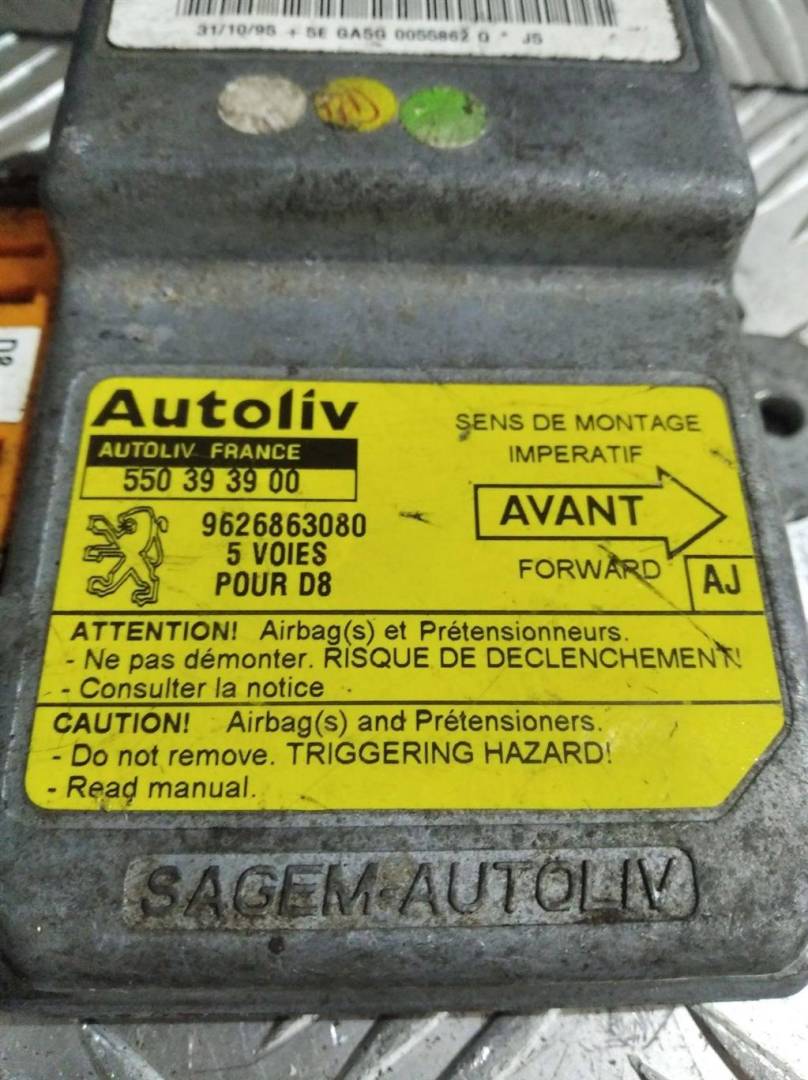 31/10/95 + 5E GA5G 0055862 0 * JS
Autoliv
AUTOLIV FRANCE
550 39 39 00
9626863080
5 VOIES
POUR D8
SENS DE MONTAGE
IMPERATIF
AVANT
FORWARD
AJ
ATTENTION! Airbag(s) et Prétensionneurs.
- Ne pas démonter. RISQUE DE DECLENCHEMENT!
- Consulter la notice
CAUTION! Airbag(s) and Prétensioners.
- Do not remove. TRIGGERING HAZARD!
- Read manual.
SAGEM-AUTOLIV